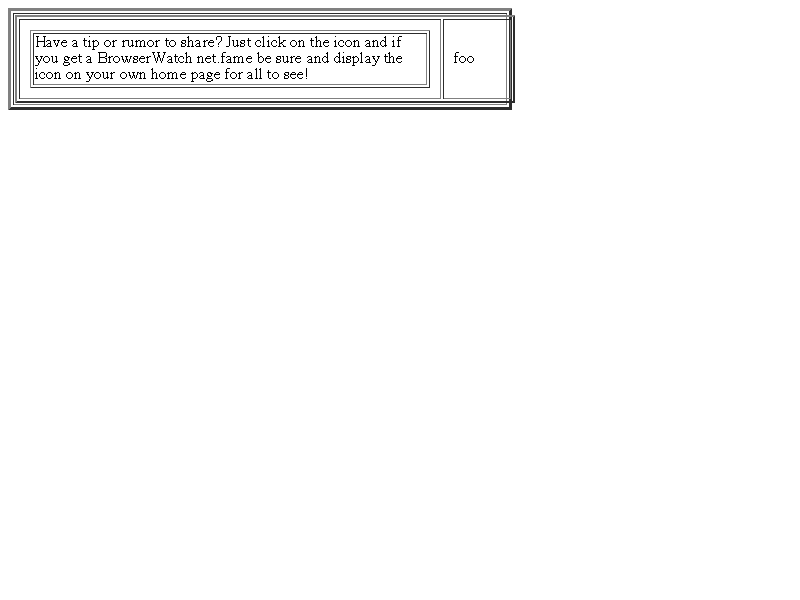 Have a tip or rumor to share? Just click on the icon and if
you get a BrowserWatch net.fame be sure and display the
icon on your own home page for all to see!
foo